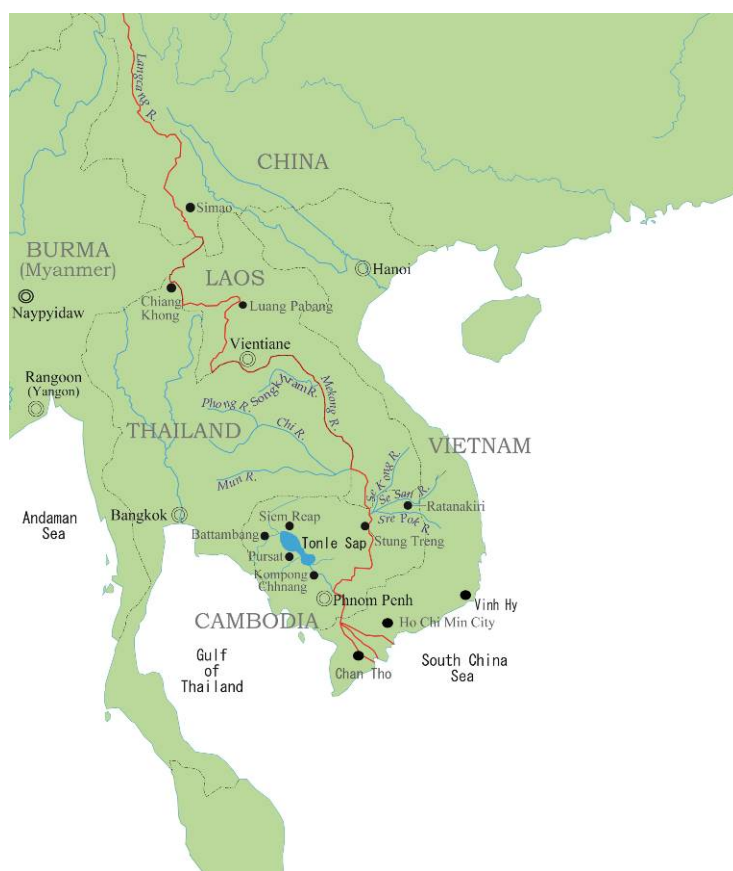 Langcang R.
CHINA
Simao
BURMA
(Myanmer)
Hanoi
LAOS
Chiang
Khong
Luang Pabang
Naypyidaw
Vientiane
Rangoon
(Yangon)
Mekong R.
Songkhram R.
Phong R.
THAILAND
Chi R.
VIETNAM
Mun R.
Se Kong R.
Se San R.
Ratanakiri
Andaman
Sea
Bangkok
Siem Reap
Sre Pok R.
Battambang
Tonle Sap
Stung Treng
Pursat
Kompong
Chhnang
Phnom Penh
Vinh Hy
CAMBODIA
Ho Chi Min City
Gulf
of
Thailand
South China
Sea
Chan Tho